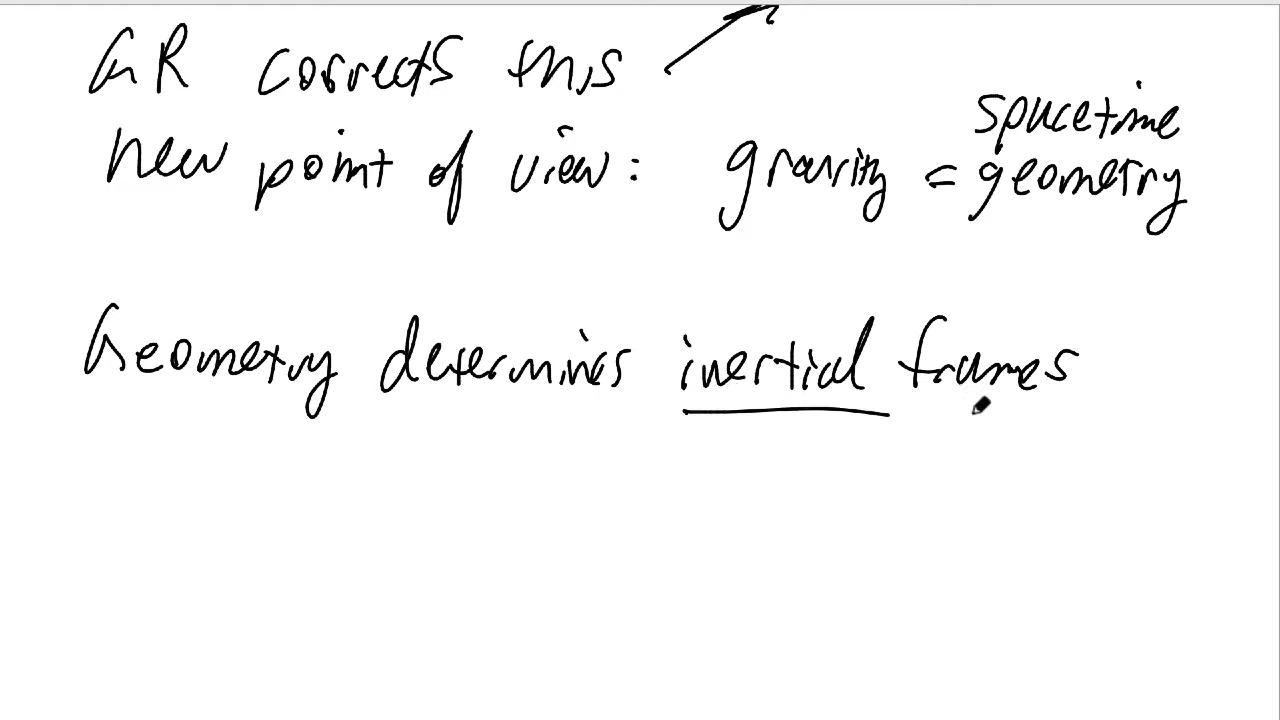 GR corrects this
new point of view: gravity = spacetime geometry
Geometry determines inertial frames